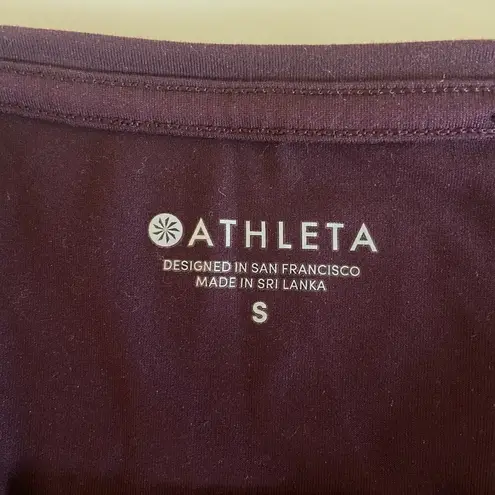 ATHLETA
DESIGNED IN SAN FRANCISCO
MADE IN SRI LANKA
S